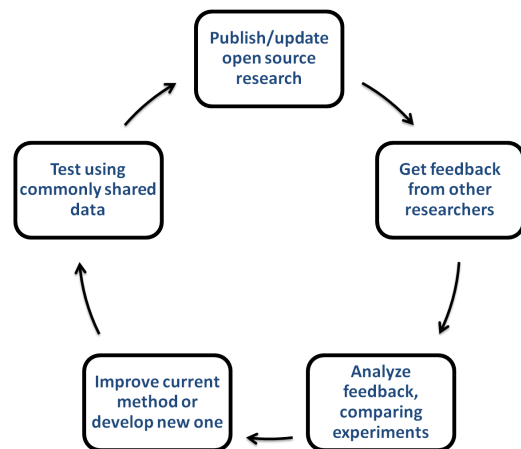 Publish/update
open source
research
Get feedback
from other
researchers
Analyze
feedback,
comparing
experiments
Improve current
method or
develop new one
Test using
commonly shared
data